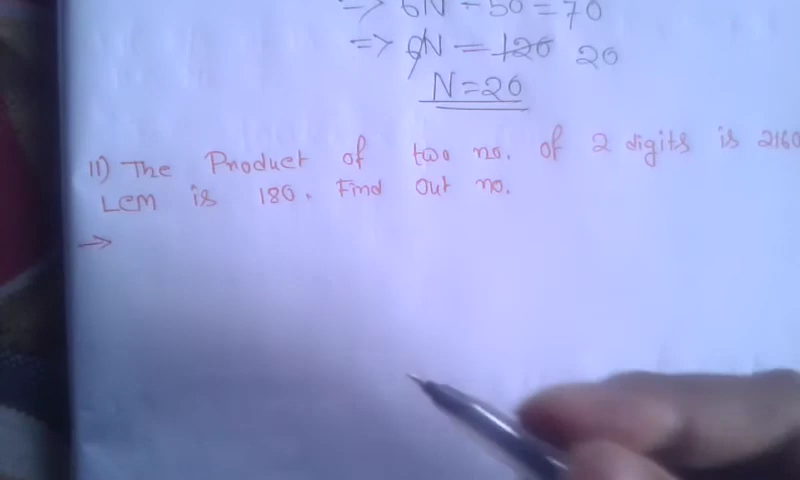 => 6N - 50 = 70
=> 6N = 120 20
N = 20
11) The Product of two no. of 2 digits is 2160
LCM is 180. Find out no.
→